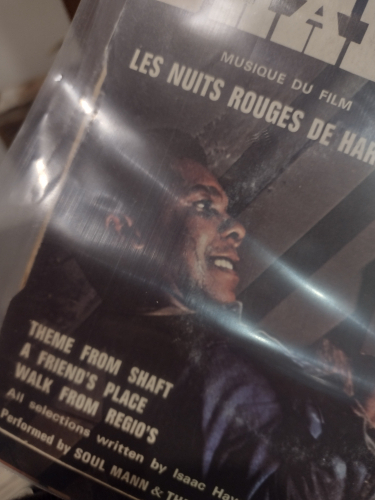 MUSIQUE DU FILM
LES NUITS ROUGES DE HAR
THEME FROM SHAFT
A FRIEND'S PLACE
WALK FROM REGIO'S
All selections written by Isaac Hay
Performed by SOUL MANN & TH